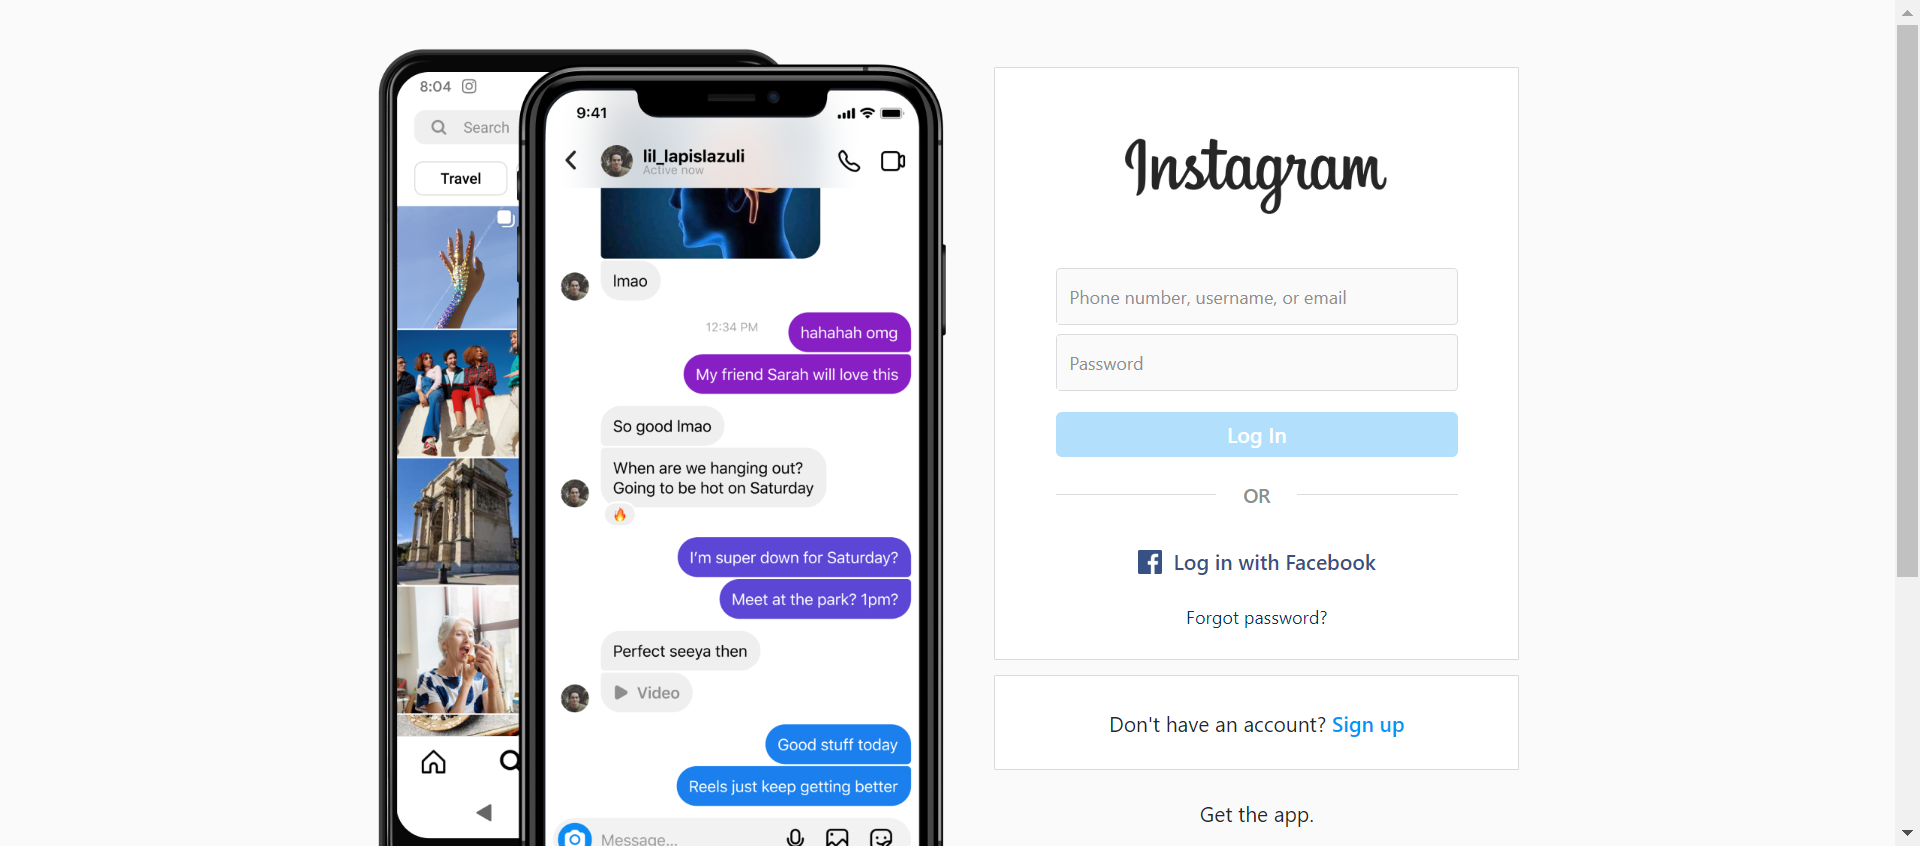 8:04
Search
Travel
9:41
lil_lapislazuli
Active now
lmao
12:34 PM
hahahah omg
My friend Sarah will love this
So good lmao
When are we hanging out?
Going to be hot on Saturday
I'm super down for Saturday?
Meet at the park? 1pm?
Perfect seeya then
Video
Good stuff today
Reels just keep getting better
Message...
Instagram
Phone number, username, or email
Password
Log In
OR
Log in with Facebook
Forgot password?
Don't have an account? Sign up
Get the app.